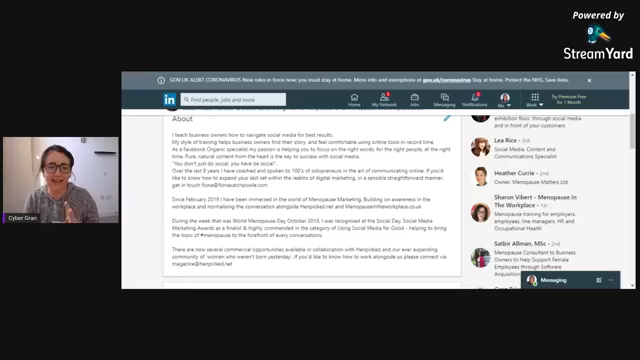 Powered by
StreamYard
GOV.UK ALERT CORONAVIRUS New rules in force now: you must stay at home. More info and exemptions at gov.uk/coronavirus Stay at home. Protect the NHS. Save lives.
in
Find people, jobs and more
Home
My Network
Jobs
Messaging
Notifications
Me
Work
Try Premium Free
for 1 Month
About
I teach business owners how to navigate social media for best results.
My style of training helps business owners find their story, and feel comfortable using online tools in record time.
As a Facebook Organic specialist my passion is helping you to focus on the right words, for the right people, at the right
time. Pure, natural content from the heart is the key to success with social media.
"You don't just do social, you have be social".
Over the last 8 years I have coached and spoken to 100's of solopreneurs in the art of communicating online. If you'd
like to know how to expand your skill set within the realms of digital marketing, in a sensible straightforward manner,
get in touch fiona@fionacatchpowle.com
Since February 2019 I have been immersed in the world of Menopause Marketing. Building on awareness in the
workplace and normalising the conversation alongside Henpicked.net and Menopauseintheworkplace.co.uk
During the week that was World Menopause Day October 2019, I was recognised at the Social Day, Social Media
Marketing Awards as a finalist & highly commended in the category of Using Social Media for Good - helping to bring
the topic of #menopause to the forefront of every conversations.
There are now several commercial opportunities available in collaboration with Henpicked and our ever expanding
community of 'women who weren't born yesterday'. If you'd like to know how to work alongside us please connect via
magazine@henpicked.net
exhibition floor, through social media
and in front of your customers
Lea Rice • 3rd
Social Media, Content and
Communications Specialist
Heather Currie • 2nd
Owner, Menopause Matters Ltd
Sharon Vibert - Menopause In
The Workplace • 1st
Menopause training for employers,
employees, line managers, HR and
Occupational Health
Satbir Allman, MSc • 2nd
Menopause Consultant to Business
Owners to Help Support Female
Employees through Software
Messaging
Cyber Gran